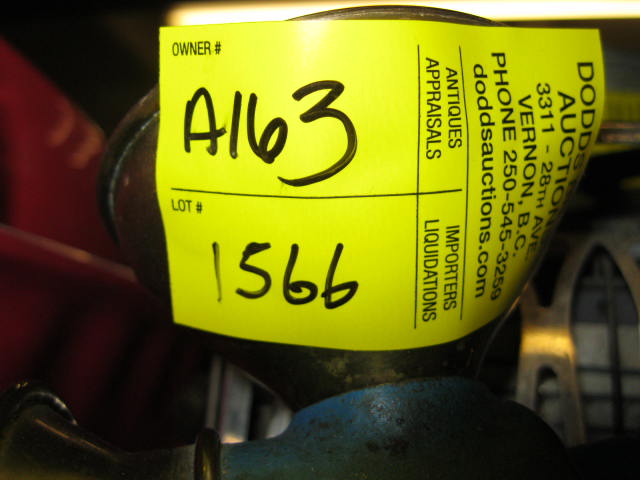 OWNER #
A163
LOT #
1566
ANTIQUES
APPRAISALS
IMPORTERS
LIQUIDATIONS
DODDS
AUCTION
3311 - 28TH AVE.
VERNON, B.C.
PHONE 250-545-3259
doddsauctions.com